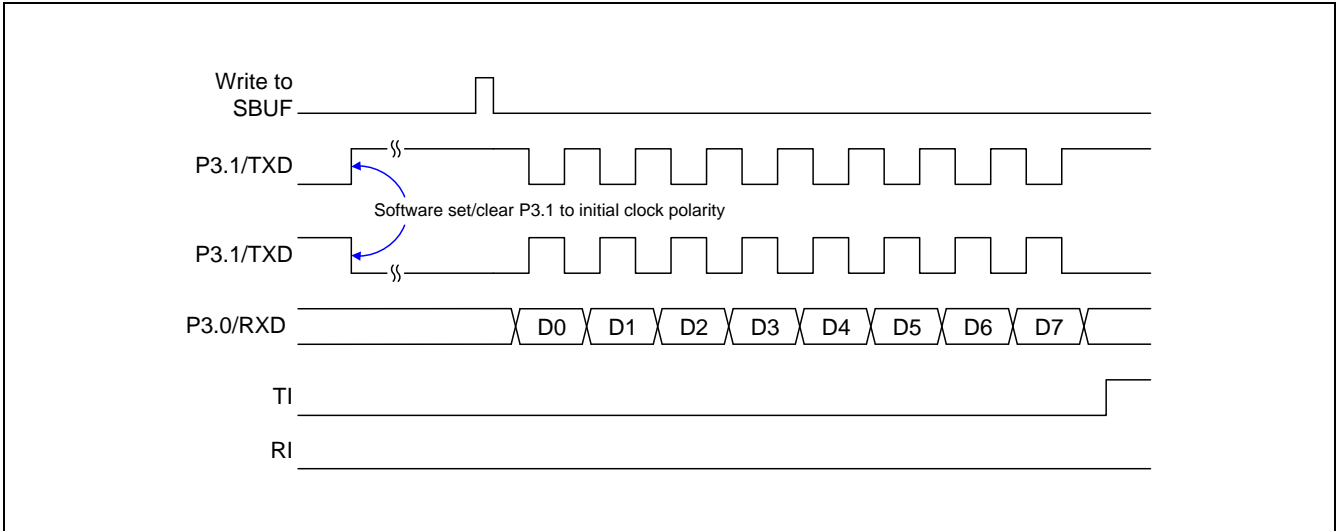 Write to
SBUF
P3.1/TXD
Software set/clear P3.1 to initial clock polarity
P3.1/TXD
P3.0/RXD
D0 D1 D2 D3 D4 D5 D6 D7
TI
RI